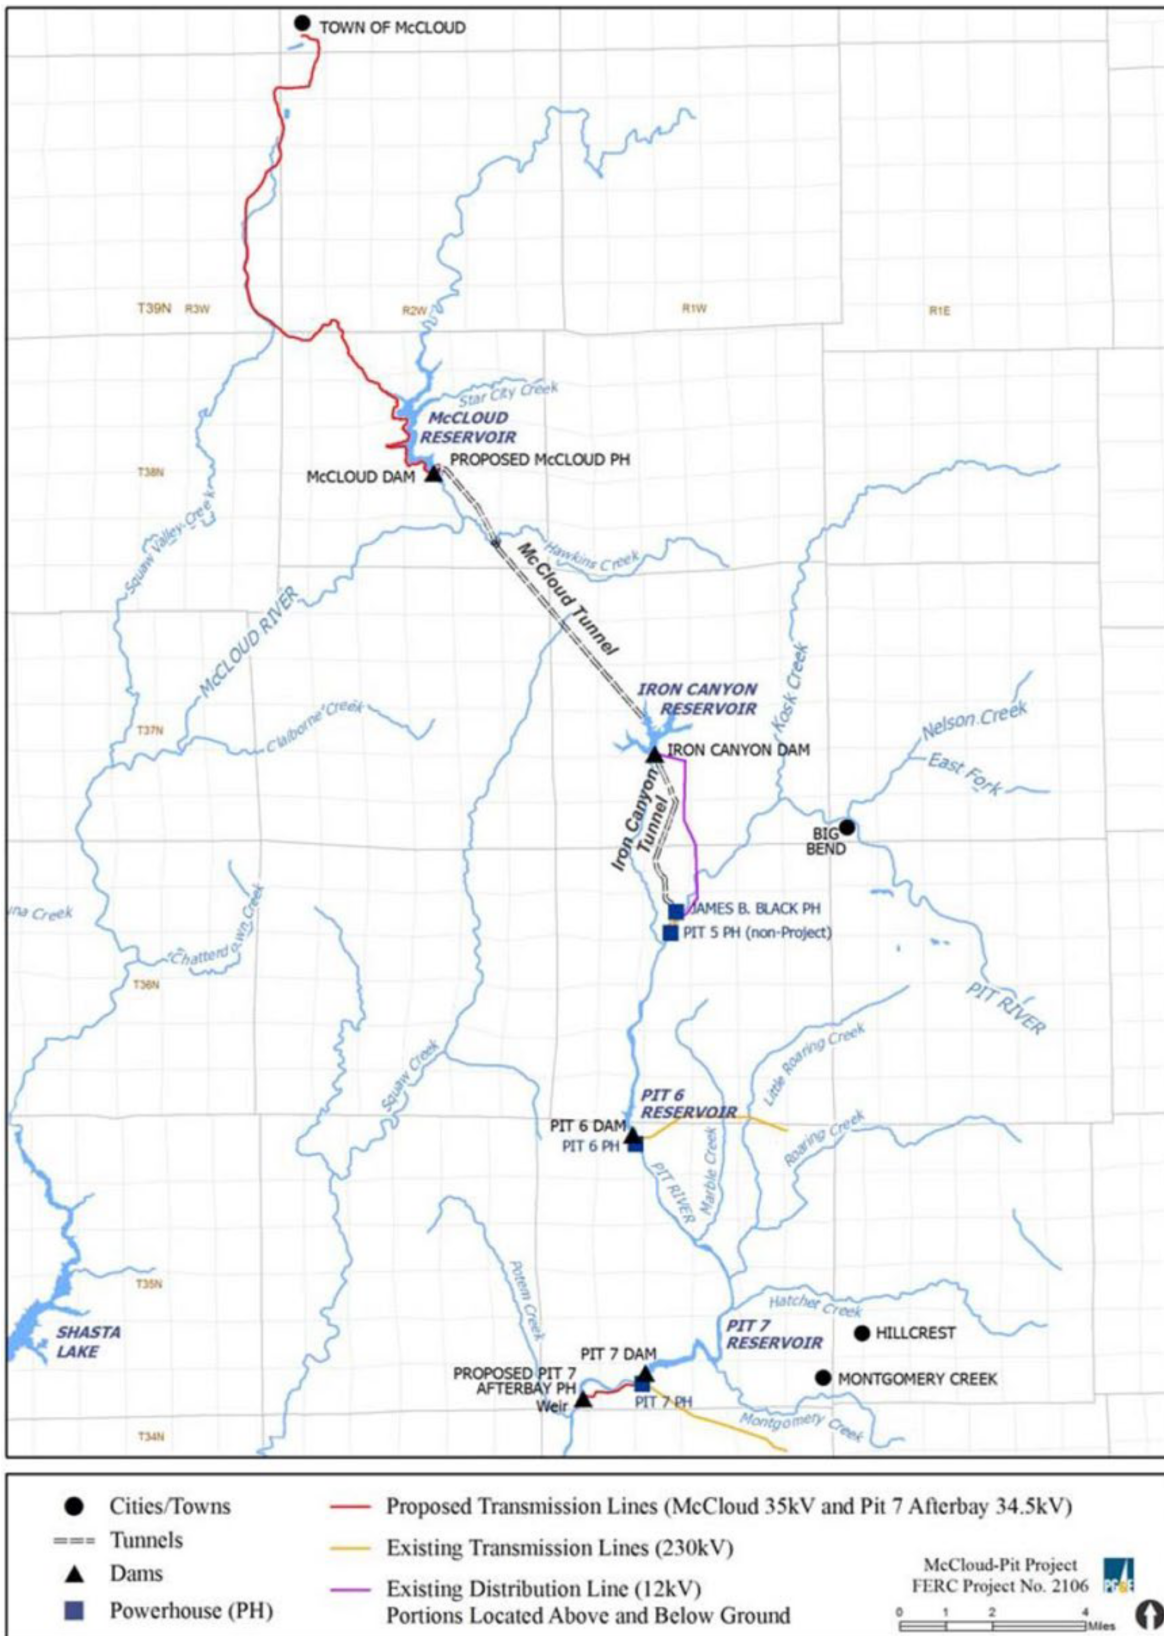 TOWN OF McCLOUD
T39N
R3W
R2W
R1W
R1E
Star City Creek
McCLOUD
RESERVOIR
PROPOSED McCLOUD PH
McCLOUD DAM
T38N
Squaw Valley Creek
Hawkins Creek
McCloud Tunnel
McCLOUD RIVER
IRON CANYON
RESERVOIR
Kosk Creek
Nelson Creek
Claiborne Creek
T37N
IRON CANYON DAM
East Fork
Iron Canyon
Tunnel
BIG
BEND
JAMES B. BLACK PH
PIT 5 PH (non-Project)
na Creek
Chatterdown Creek
T36N
PIT RIVER
Squaw Creek
Little Roaring Creek
PIT 6
RESERVOIR
PIT 6 DAM
PIT 6 PH
Roaring Creek
PIT RIVER
Marble Creek
T35N
Potem Creek
Hatchet Creek
SHASTA
LAKE
PIT 7
RESERVOIR
HILLCREST
PIT 7 DAM
PROPOSED PIT 7
AFTERBAY PH
Weir
PIT 7 PH
MONTGOMERY CREEK
Montgomery Creek
T34N
Cities/Towns
Tunnels
Dams
Powerhouse (PH)
Proposed Transmission Lines (McCloud 35kV and Pit 7 Afterbay 34.5kV)
Existing Transmission Lines (230kV)
Existing Distribution Line (12kV)
Portions Located Above and Below Ground
McCloud-Pit Project
FERC Project No. 2106
PG&E
0 1 2 4
Miles